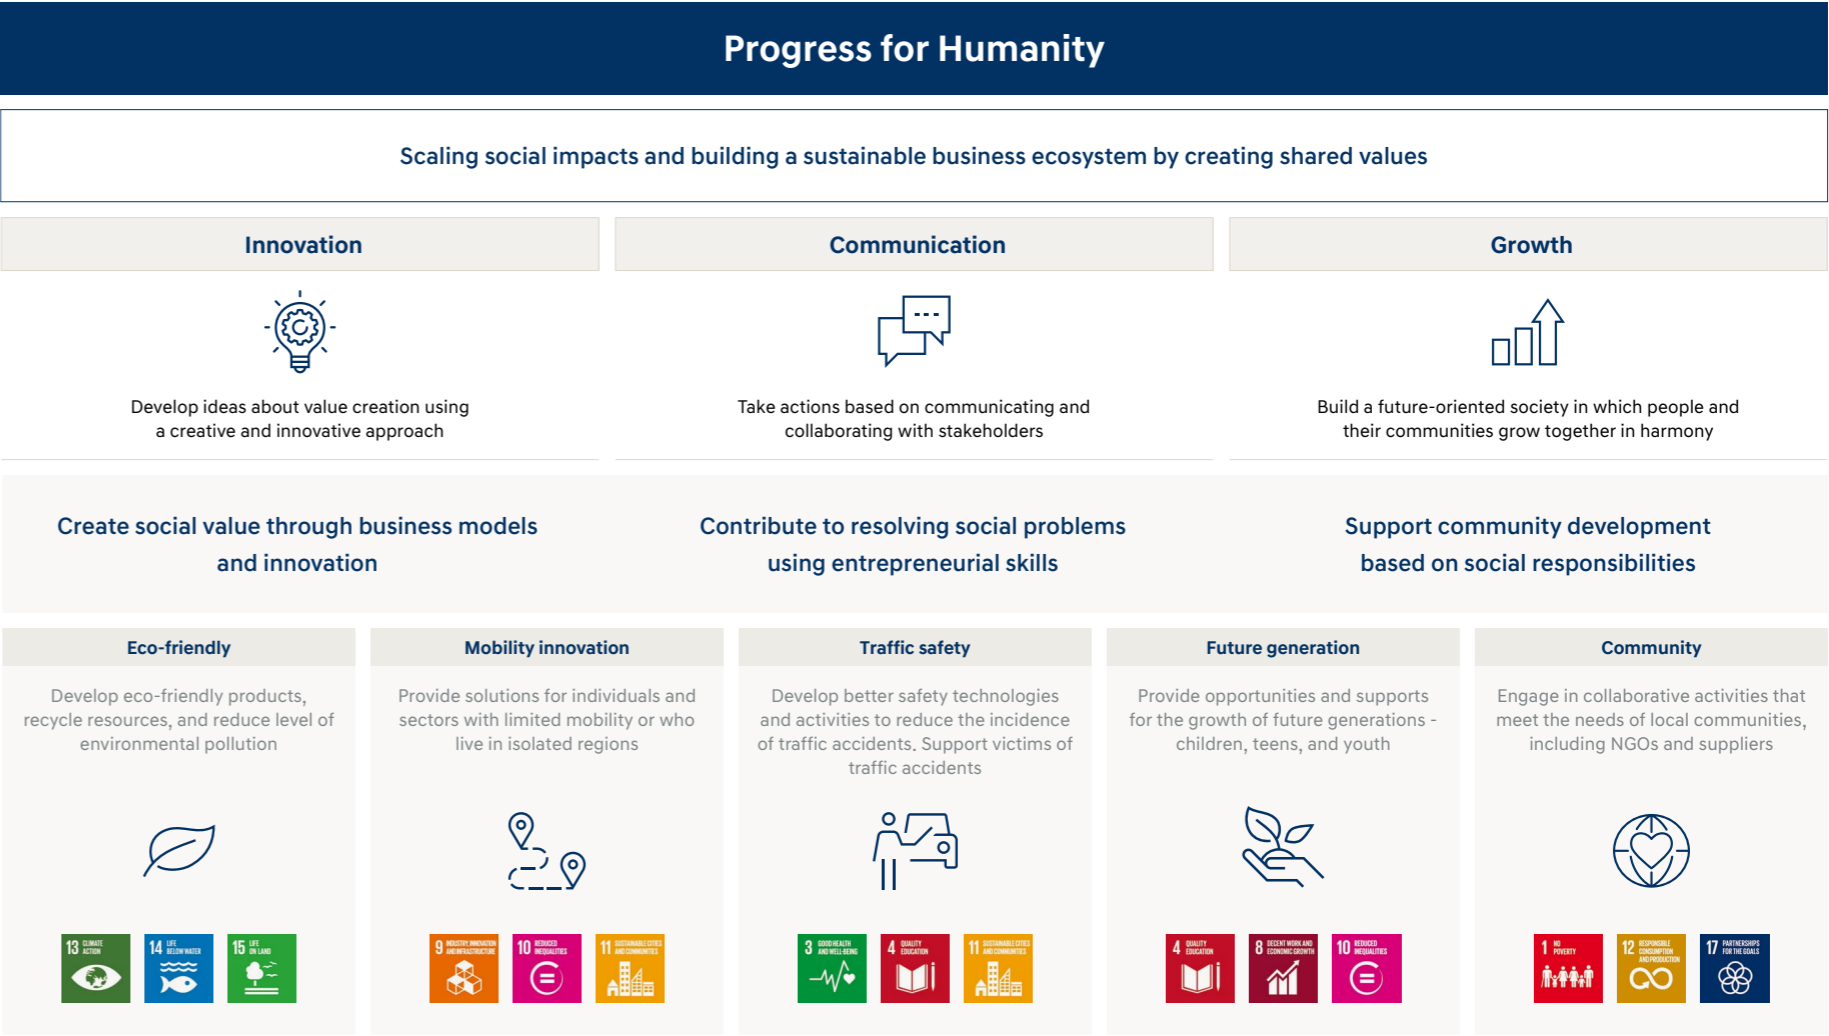 Progress for Humanity
Scaling social impacts and building a sustainable business ecosystem by creating shared values
Innovation
Develop ideas about value creation using
a creative and innovative approach
Communication
Take actions based on communicating and
collaborating with stakeholders
Growth
Build a future-oriented society in which people and
their communities grow together in harmony
Create social value through business models
and innovation
Contribute to resolving social problems
using entrepreneurial skills
Support community development
based on social responsibilities
Eco-friendly
Develop eco-friendly products,
recycle resources, and reduce level of
environmental pollution
13 CLIMATE
ACTION
14 LIFE
BELOW WATER
15 LIFE
ON LAND
Mobility innovation
Provide solutions for individuals and
sectors with limited mobility or who
live in isolated regions
9 INDUSTRY, INNOVATION
AND INFRASTRUCTURE
10 REDUCED
INEQUALITIES
11 SUSTAINABLE CITIES
AND COMMUNITIES
Traffic safety
Develop better safety technologies
and activities to reduce the incidence
of traffic accidents. Support victims of
traffic accidents
3 GOOD HEALTH
AND WELL-BEING
4 QUALITY
EDUCATION
11 SUSTAINABLE CITIES
AND COMMUNITIES
Future generation
Provide opportunities and supports
for the growth of future generations -
children, teens, and youth
4 QUALITY
EDUCATION
8 DECENT WORK AND
ECONOMIC GROWTH
10 REDUCED
INEQUALITIES
Community
Engage in collaborative activities that
meet the needs of local communities,
including NGOs and suppliers
1 NO
POVERTY
12 RESPONSIBLE
CONSUMPTION
AND PRODUCTION
17 PARTNERSHIPS
FOR THE GOALS